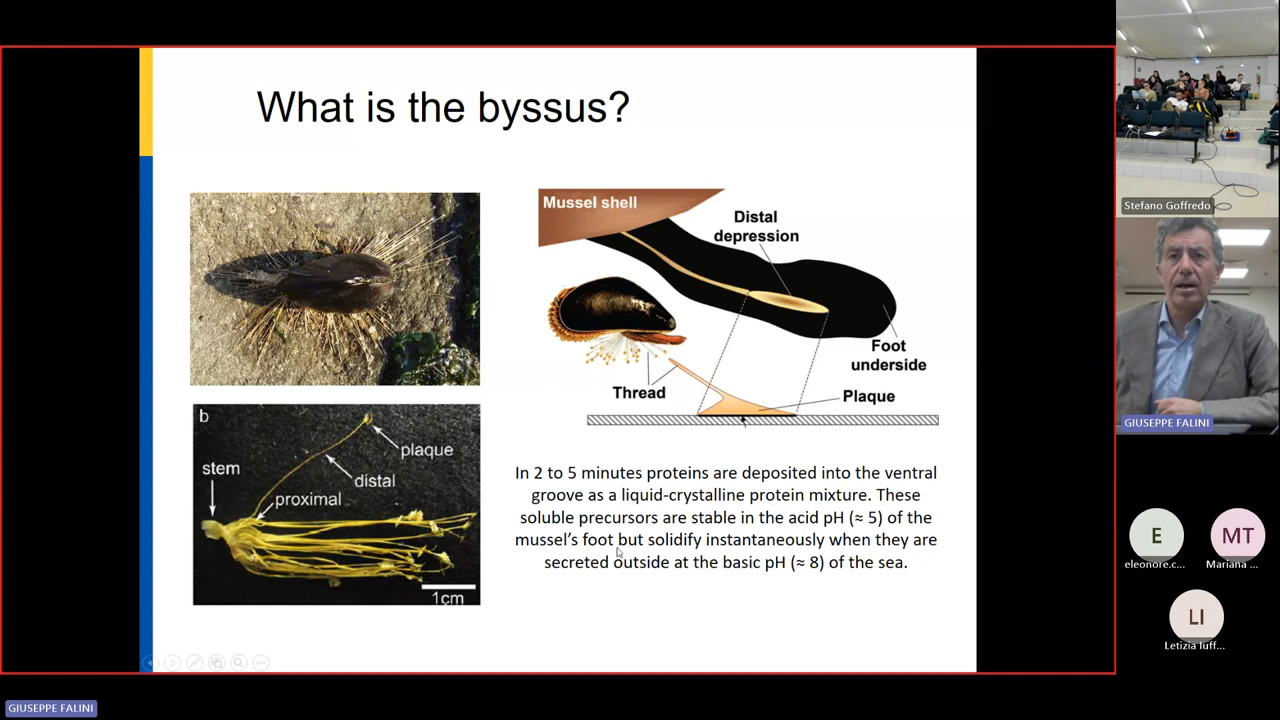 What is the byssus?
Mussel shell
Distal
depression
Foot
underside
Thread
Plaque
b
stem
plaque
distal
proximal
1cm
In 2 to 5 minutes proteins are deposited into the ventral
groove as a liquid-crystalline protein mixture. These
soluble precursors are stable in the acid pH (≈ 5) of the
mussel’s foot but solidify instantaneously when they are
secreted outside at the basic pH (≈ 8) of the sea.
Stefano Goffredo
GIUSEPPE FALINI
E
eleonore.c...
MT
Mariana ...
LI
Letizia Iuff...
GIUSEPPE FALINI